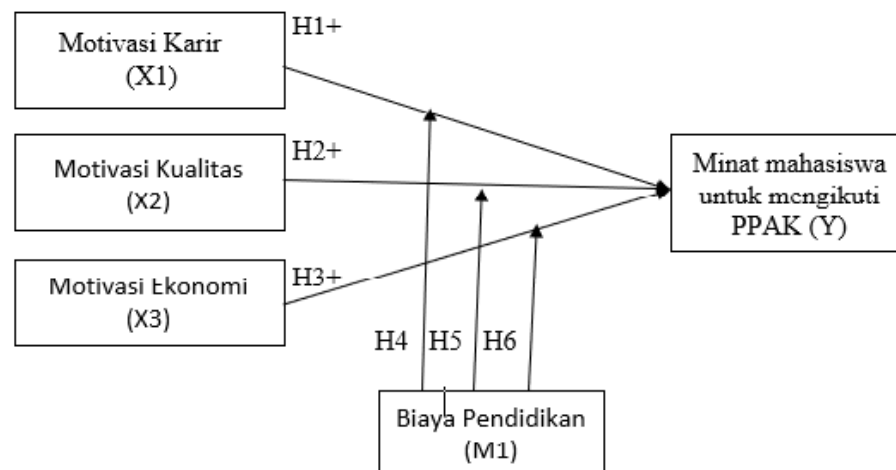 Motivasi Karir
(X1)
H1+
Motivasi Kualitas
(X2)
H2+
Motivasi Ekonomi
(X3)
H3+
Minat mahasiswa
untuk mengikuti
PPAK (Y)
H4 H5 H6
Biaya Pendidikan
(M1)